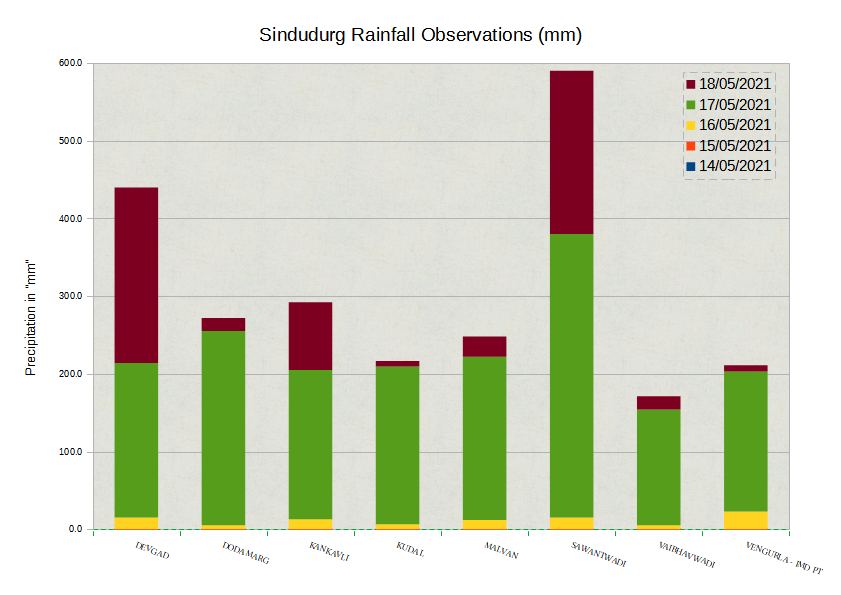 Sindudurg Rainfall Observations (mm)
600.0
500.0
400.0
300.0
200.0
100.0
0.0
Precipitation in "mm"
18/05/2021
17/05/2021
16/05/2021
15/05/2021
14/05/2021
DEVGAD
DODAMARG
KANKAVLI
KUDAL
MALVAN
SAWANTWADI
VAIBHAVWADI
VENGURLA - IMD PT